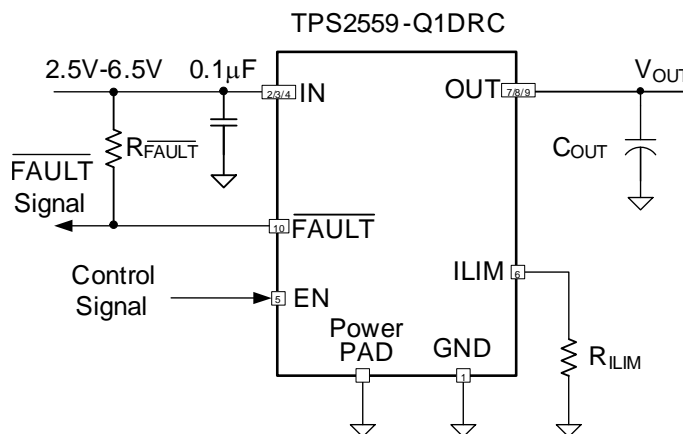 TPS2559-Q1DRC
2.5V-6.5V
0.1μF
2/3/4
IN
OUT
7/8/9
VOUT
RFAULT
COUT
FAULT
Signal
10
FAULT
ILIM
6
Control
Signal
5
EN
Power
PAD
GND
1
RILIM